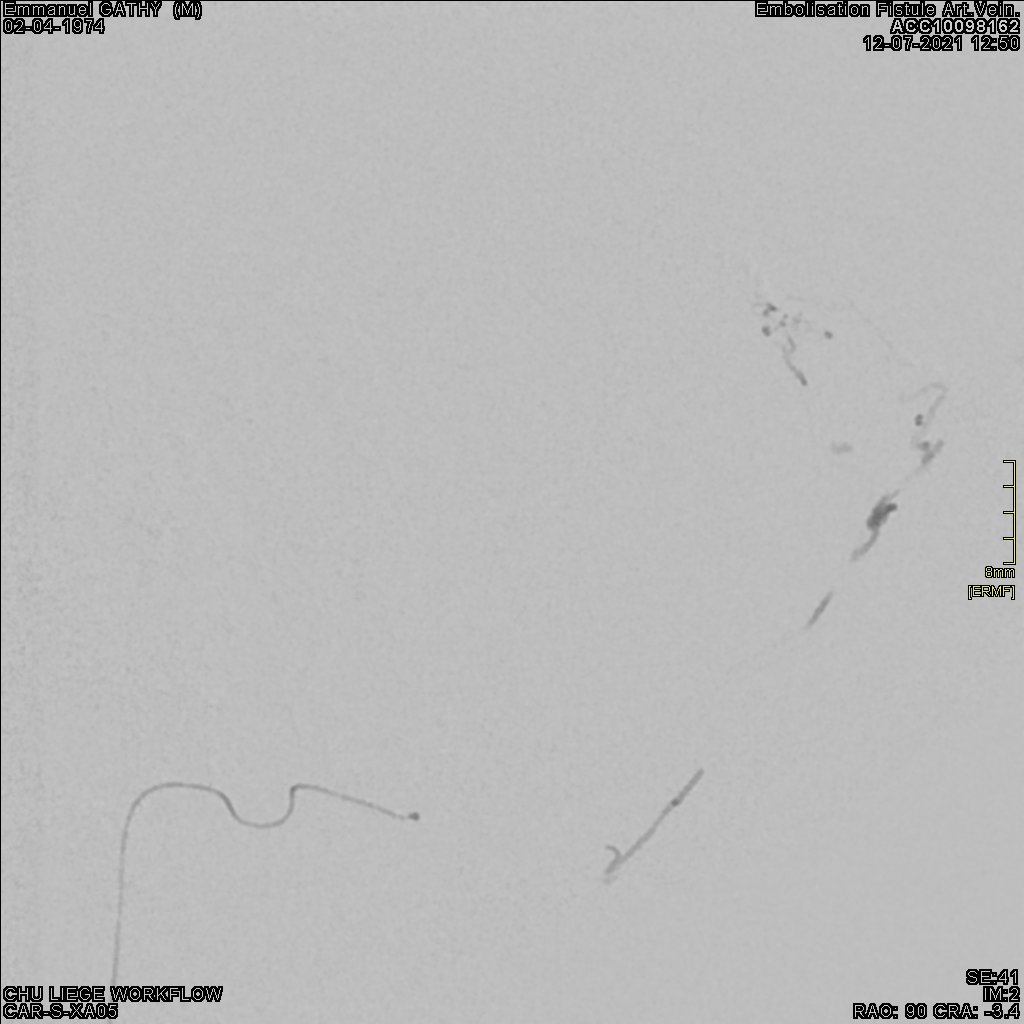 Emmanuel GATHY (M)
02-04-1974
Embolisation Fistule Art.Vein.
ACC10098162
12-07-2021 12:50
8mm
[ERMF]
CHU LIEGE WORKFLOW
CAR-S-XA05
SE:41
IM:2
RAO: 90 CRA: -3.4